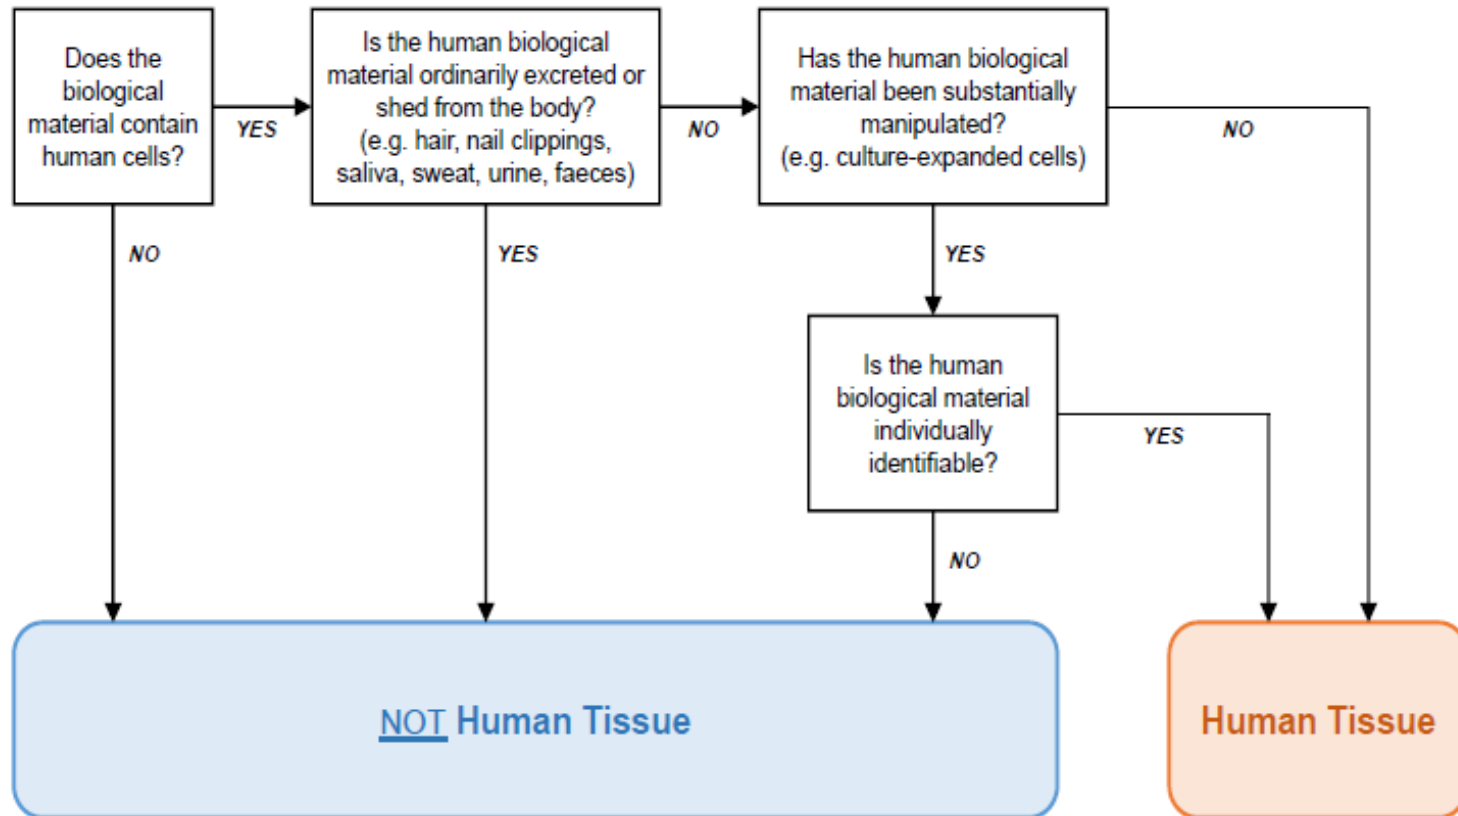 Does the
biological
material contain
human cells?
YES
Is the human biological
material ordinarily excreted or
shed from the body?
(e.g. hair, nail clippings,
saliva, sweat, urine, faeces)
NO
Has the human biological
material been substantially
manipulated?
(e.g. culture-expanded cells)
NO
NO
YES
YES
Is the human
biological material
individually
identifiable?
YES
NO
NOT Human Tissue
Human Tissue